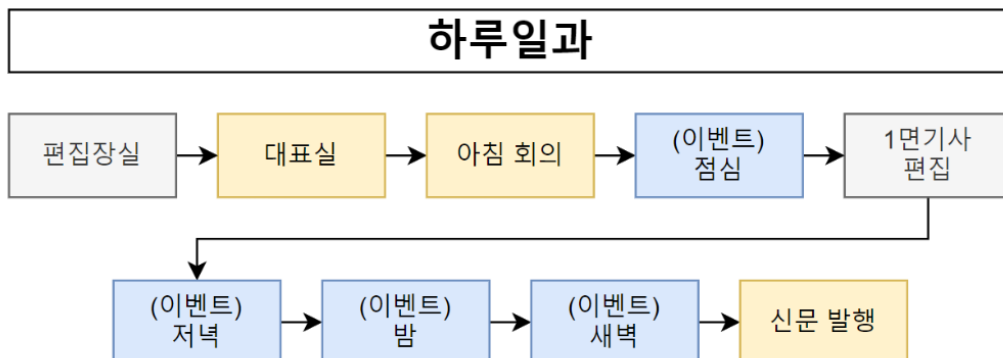 하루일과
편집장실
대표실
아침 회의
(이벤트)
점심
1면기사
편집
(이벤트)
저녁
(이벤트)
밤
(이벤트)
새벽
신문 발행